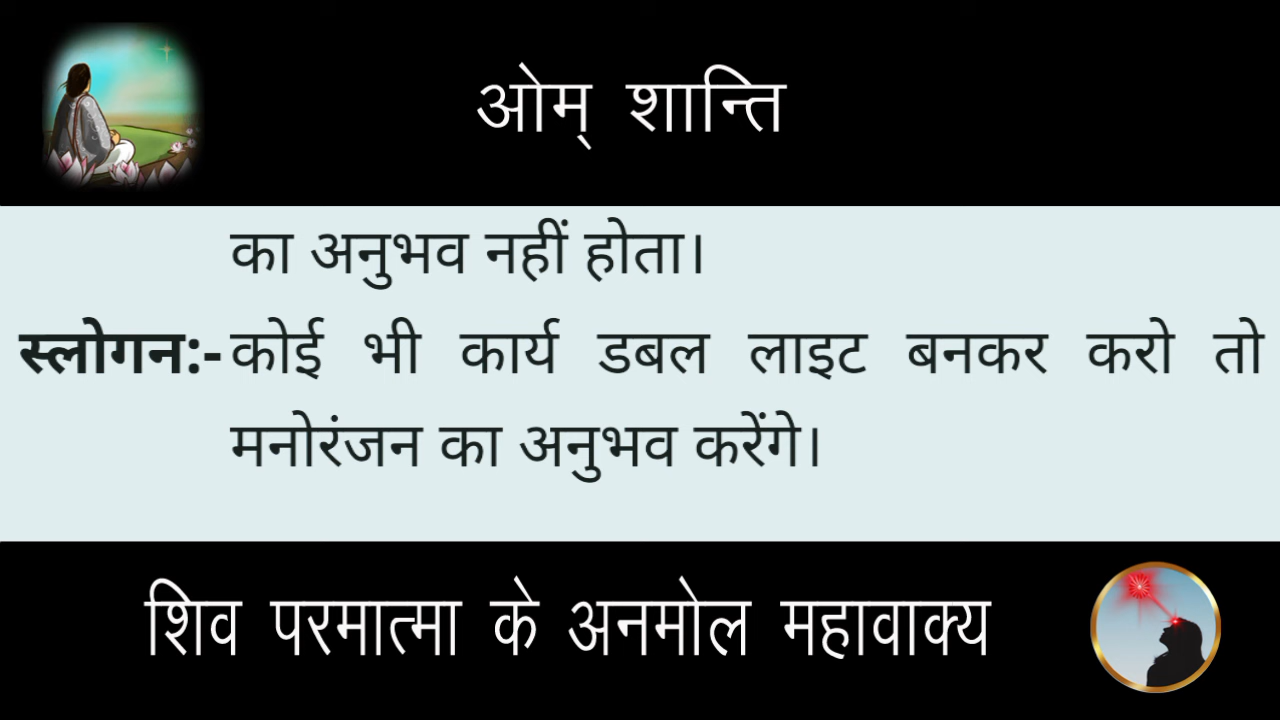 ओम् शान्ति
का अनुभव नहीं होता।
स्लोगन:- कोई भी कार्य डबल लाइट बनकर करो तो
मनोरंजन का अनुभव करेंगे।
शिव परमात्मा के अनमोल महावाक्य